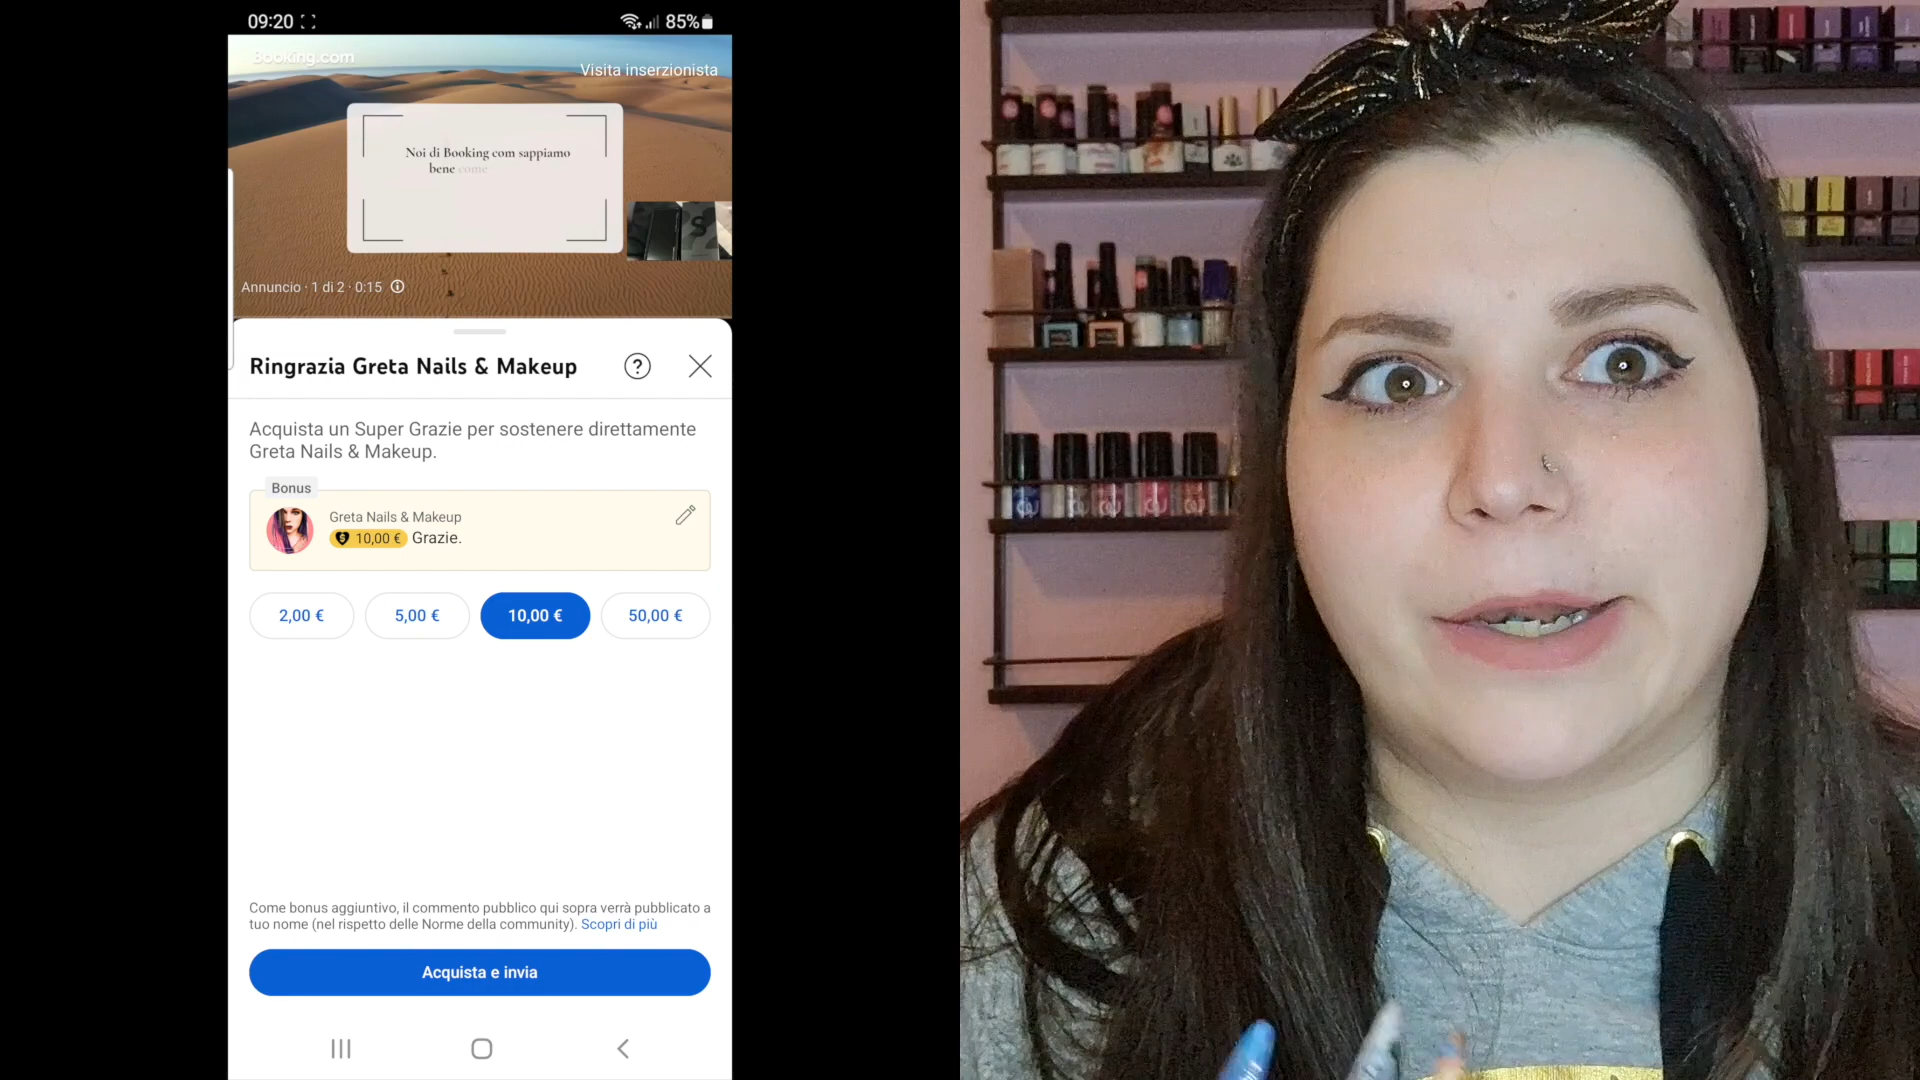 09:20
85%
Booking.com
Visita inserzionista
Noi di Booking com sappiamo
bene come
Annuncio · 1 di 2 · 0:15
Ringrazia Greta Nails & Makeup
Acquista un Super Grazie per sostenere direttamente
Greta Nails & Makeup.
Bonus
Greta Nails & Makeup
10,00 € Grazie.
2,00 €
5,00 €
10,00 €
50,00 €
Come bonus aggiuntivo, il commento pubblico qui sopra verrà pubblicato a
tuo nome (nel rispetto delle Norme della community). Scopri di più
Acquista e invia